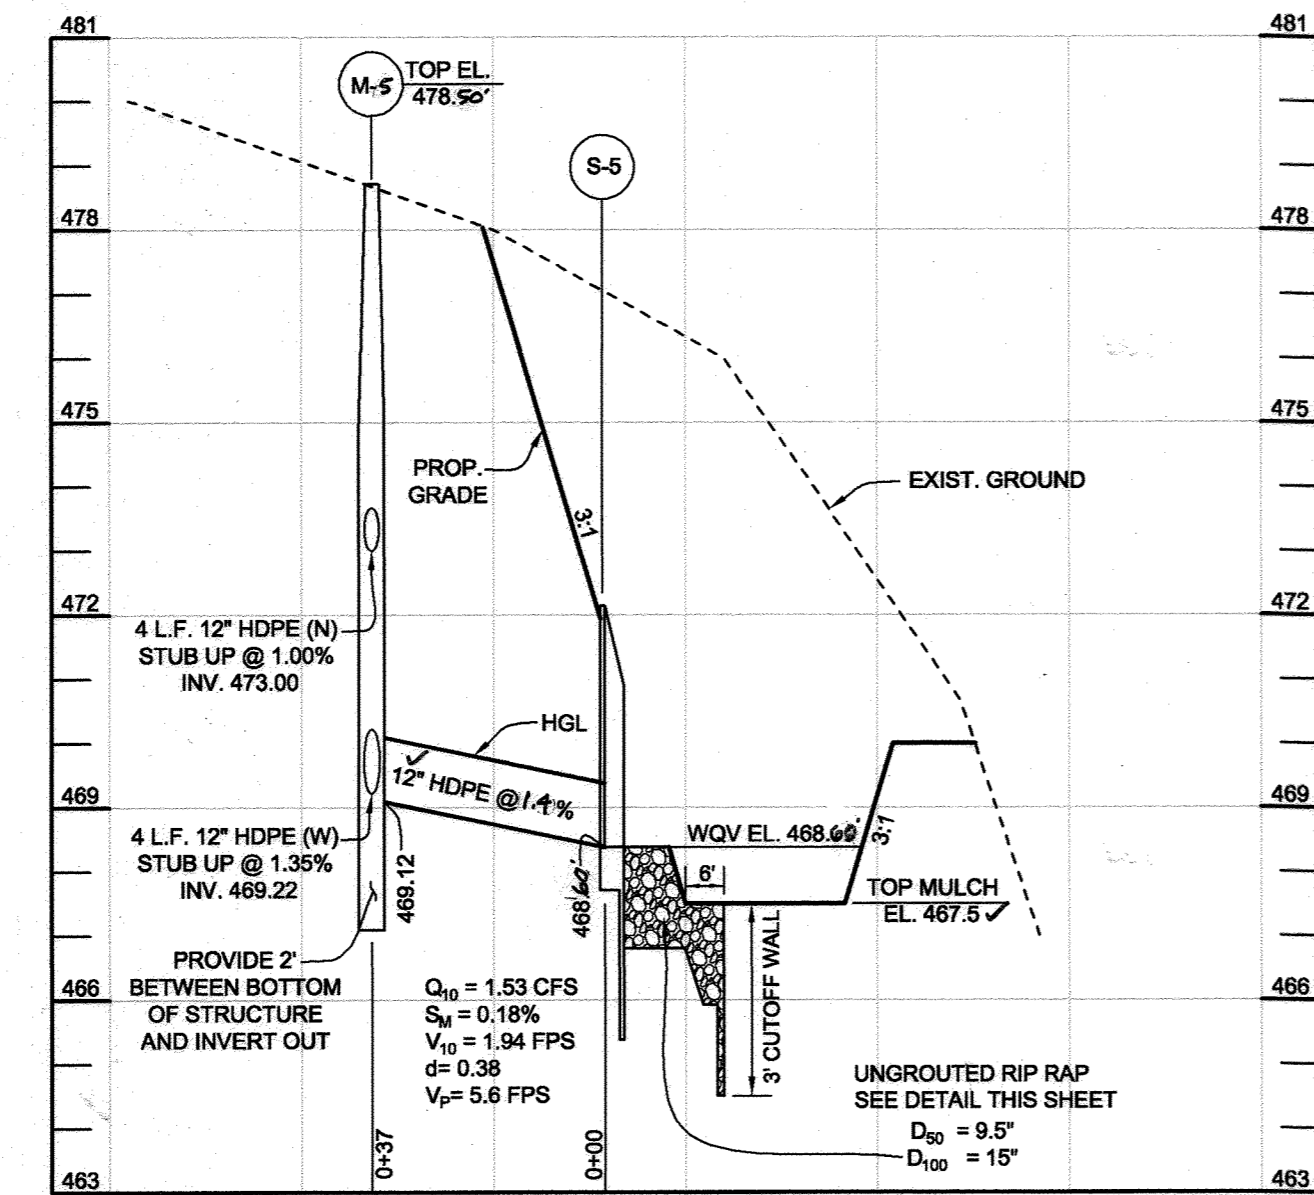 481
481
M-5
TOP EL.
478.50'
S-5
478
478
475
475
PROP.
GRADE
EXIST. GROUND
3:1
472
472
4 L.F. 12" HDPE (N)
STUB UP @ 1.00%
INV. 473.00
HGL
12" HDPE @ 1.4%
469
469
4 L.F. 12" HDPE (W)
STUB UP @ 1.35%
INV. 469.22
469.12
468.60'
WQV EL. 468.60'
3:1
6'
TOP MULCH
EL. 467.5 ✓
PROVIDE 2'
BETWEEN BOTTOM
OF STRUCTURE
AND INVERT OUT
466
466
Q10 = 1.53 CFS
SM = 0.18%
V10 = 1.94 FPS
d= 0.38
VP= 5.6 FPS
3' CUTOFF WALL
UNGROUTED RIP RAP
SEE DETAIL THIS SHEET
D50 = 9.5"
D100 = 15"
0+37
0+00
463
463